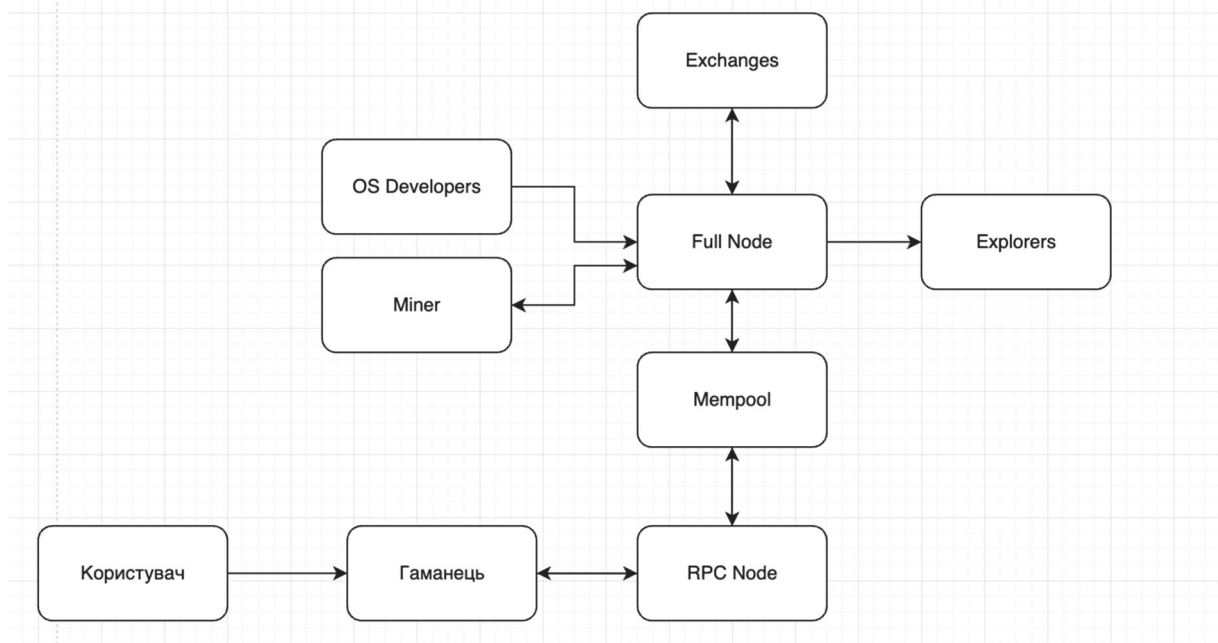 Exchanges
OS Developers
Full Node
Explorers
Miner
Mempool
Користувач
Гаманець
RPC Node